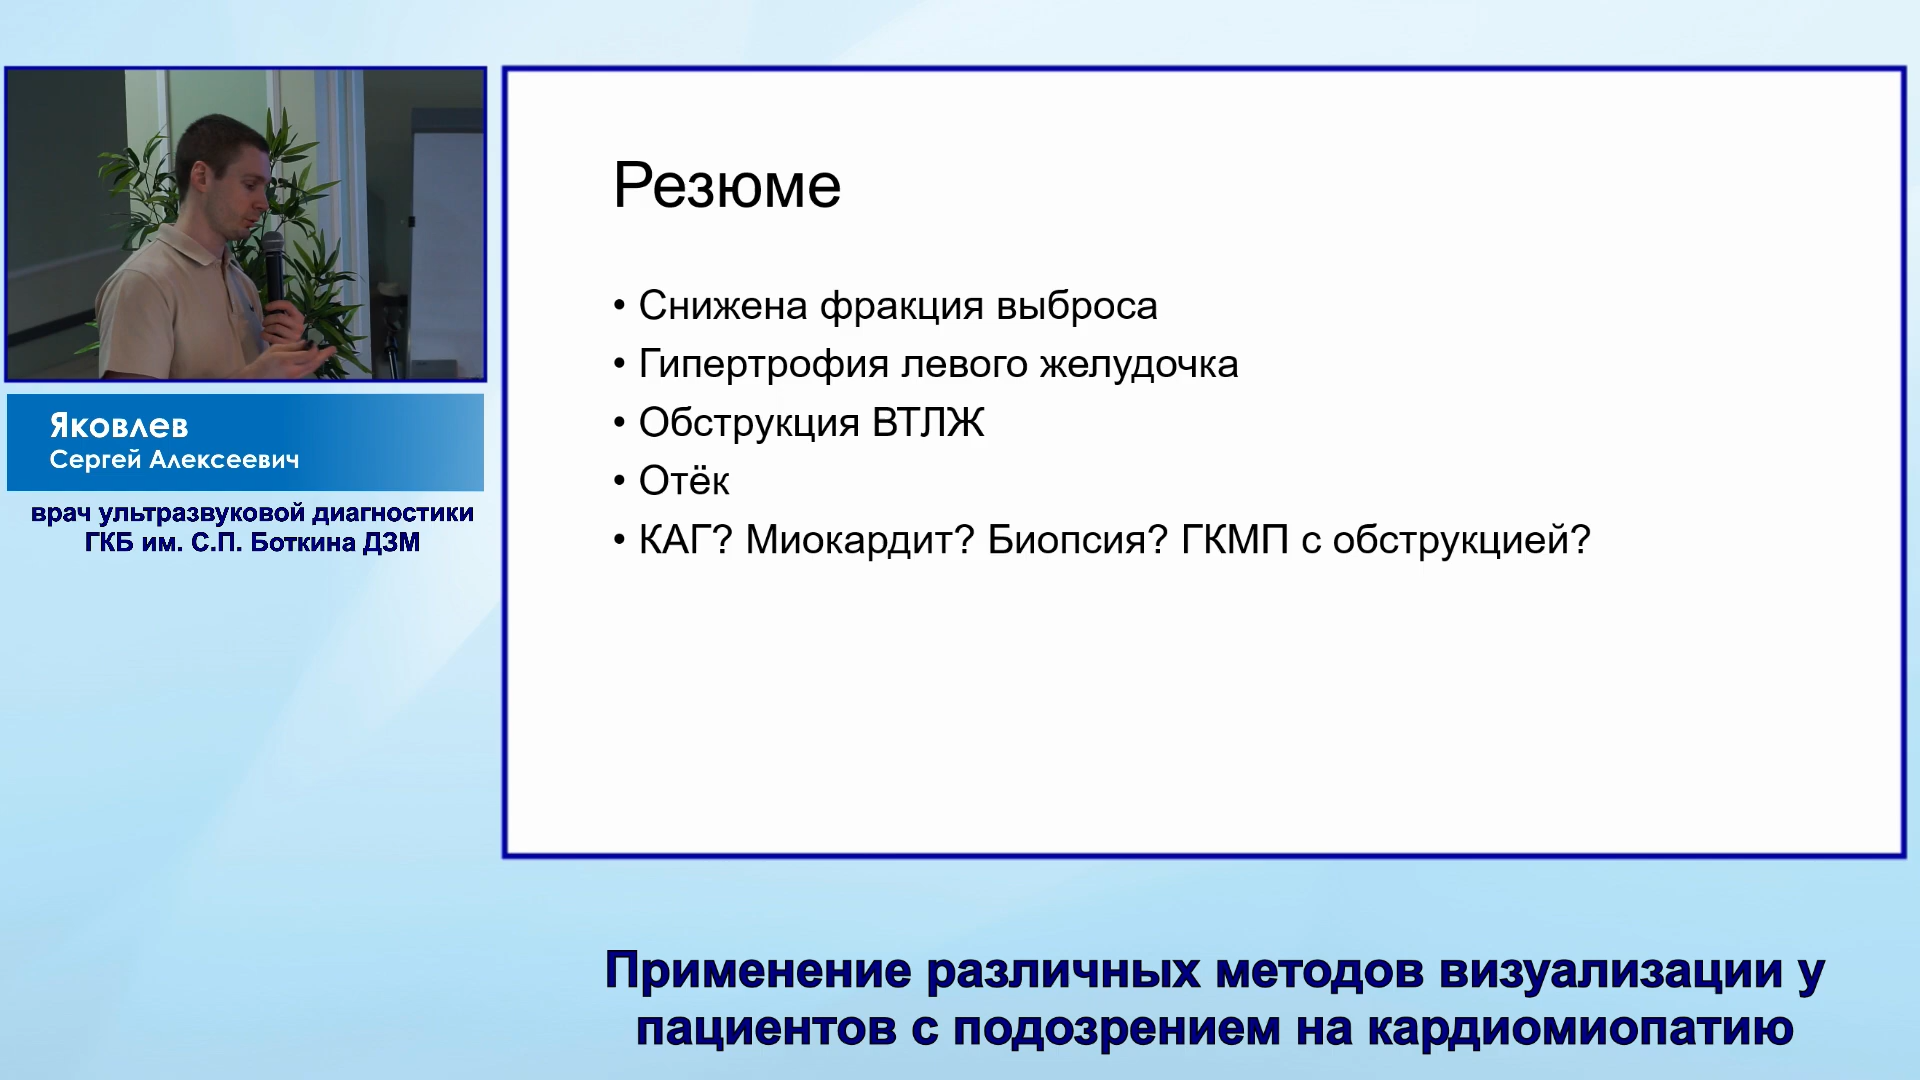 Яковлев
Сергей Алексеевич
врач ультразвуковой диагностики
ГКБ им. С.П. Боткина ДЗМ
Резюме
• Снижена фракция выброса
• Гипертрофия левого желудочка
• Обструкция ВТЛЖ
• Отёк
• КАГ? Миокардит? Биопсия? ГКМП с обструкцией?
Применение различных методов визуализации у
пациентов с подозрением на кардиомиопатию